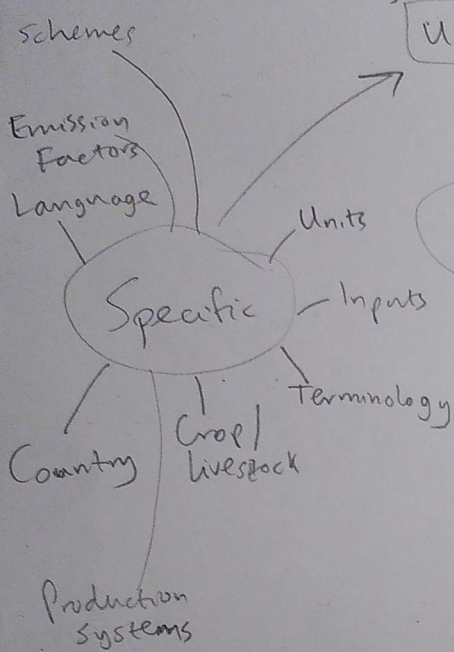 schemes
U
Emission
Factors
Language
Units
Specific
Inputs
Terminology
Crop/
livestock
Country
Production
systems